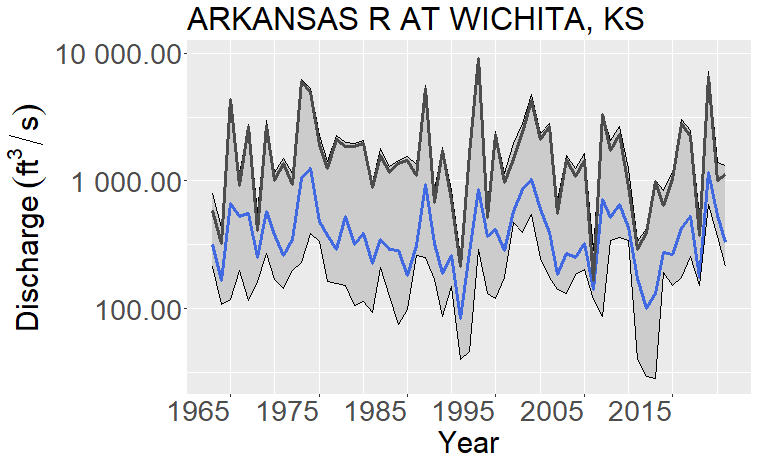 ARKANSAS R AT WICHITA, KS
10 000.00
1 000.00
100.00
Discharge (ft³/s)
1965 1975 1985 1995 2005 2015
Year